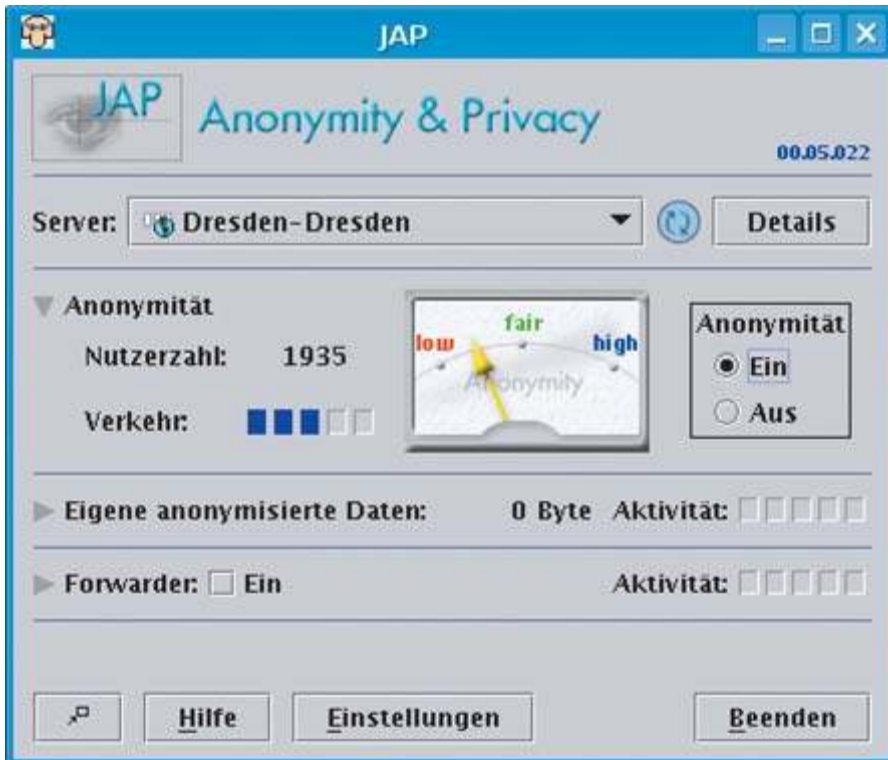 JAP
JAP
Anonymity & Privacy
00.05.022
Server:
Dresden-Dresden
Details
Anonymität
Nutzerzahl: 1935
Verkehr:
low
fair
high
Anonymity
Anonymität
Ein
Aus
Eigene anonymisierte Daten: 0 Byte Aktivität:
Forwarder: Ein Aktivität:
Hilfe
Einstellungen
Beenden